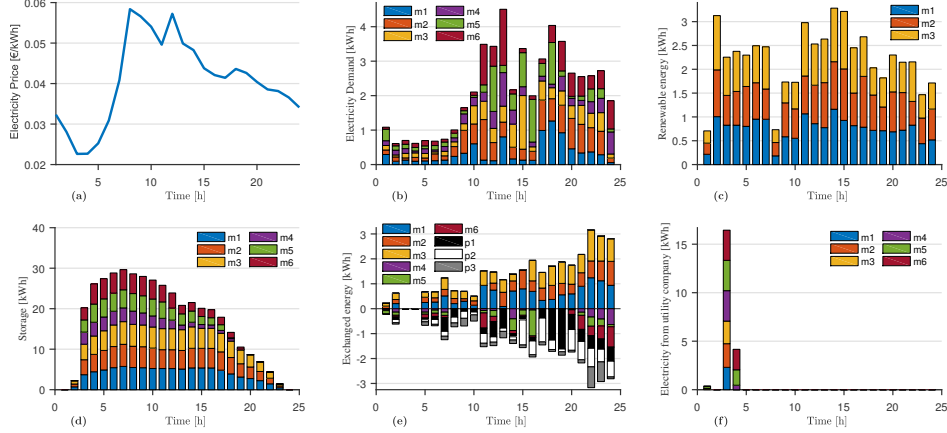 Electricity Price [€/kWh]
0.06
0.05
0.04
0.03
0.02
5 10 15 20
(a) Time [h]
Electricity Demand [kWh]
m1 m4
m2 m5
m3 m6
4
3
2
1
0
0 5 10 15 20 25
(b) Time [h]
Renewable energy [kWh]
m1
m2
m3
3
2.5
2
1.5
1
0.5
0
0 5 10 15 20 25
(c) Time [h]
Storage [kWh]
m1 m4
m2 m5
m3 m6
40
30
20
10
0
0 5 10 15 20 25
(d) Time [h]
Exchanged energy [kWh]
m1 m6
m2 p1
m3 p2
m4 p3
m5
3
2
1
0
-1
-2
-3
0 5 10 15 20 25
(e) Time [h]
Electricity from utility company [kWh]
m1 m4
m2 m5
m3 m6
15
10
5
0
0 5 10 15 20 25
(f) Time [h]